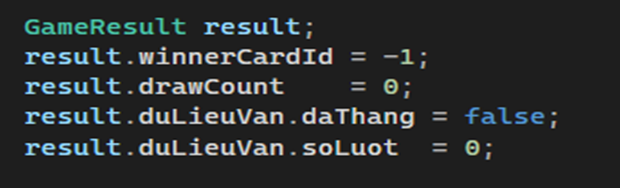 GameResult result;
result.winnerCardId = -1;
result.drawCount    = 0;
result.duLieuVan.daThang = false;
result.duLieuVan.soLuot  = 0;